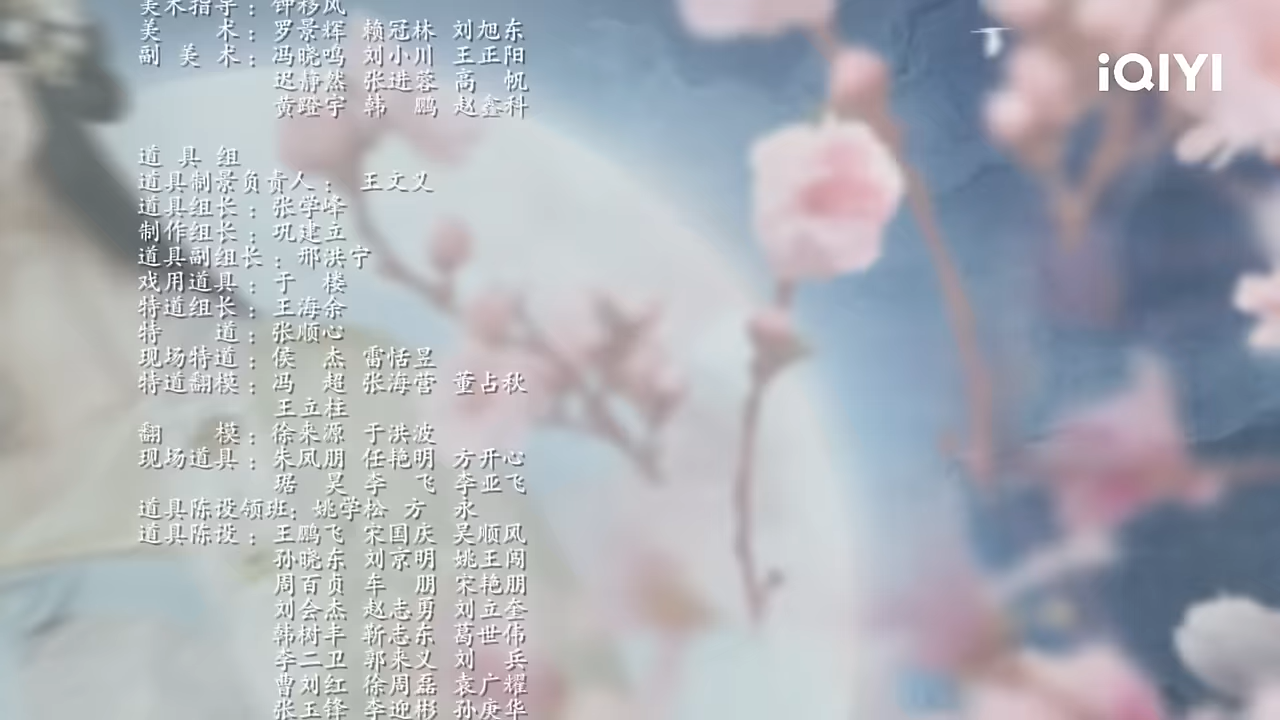 美术指导：钟移风
美　　术：罗景辉 赖冠林 刘旭东
副 美 术：冯晓鸣 刘小川 王正阳
迟静然 张进蓉 高　帆
黄蹬宇 韩　鹏 赵鑫科
iQIYI
道 具 组
道具制景负责人： 王文义
道具组长：张学峰
制作组长：巩建立
道具副组长：邢洪宁
戏用道具：于　楼
特道组长：王海余
特　　道：张顺心
现场特道：侯　杰 雷恬昱
特道翻模：冯　超 张海营 董占秋
王立柱
翻　　模：徐来源 于洪波
现场道具：朱凤朋 任艳明 方开心
琚　昊 李　飞 李亚飞
道具陈设领班：姚学松 方　永
道具陈设：王鹏飞 宋国庆 吴顺风
孙晓东 刘京明 姚王闯
周百贞 车　朋 宋艳朋
刘会杰 赵志勇 刘立奎
韩树丰 靳志东 葛世伟
李二卫 郭来义 刘　兵
曹刘红 徐周磊 袁广耀
张玉锋 李迎彬 孙庚华